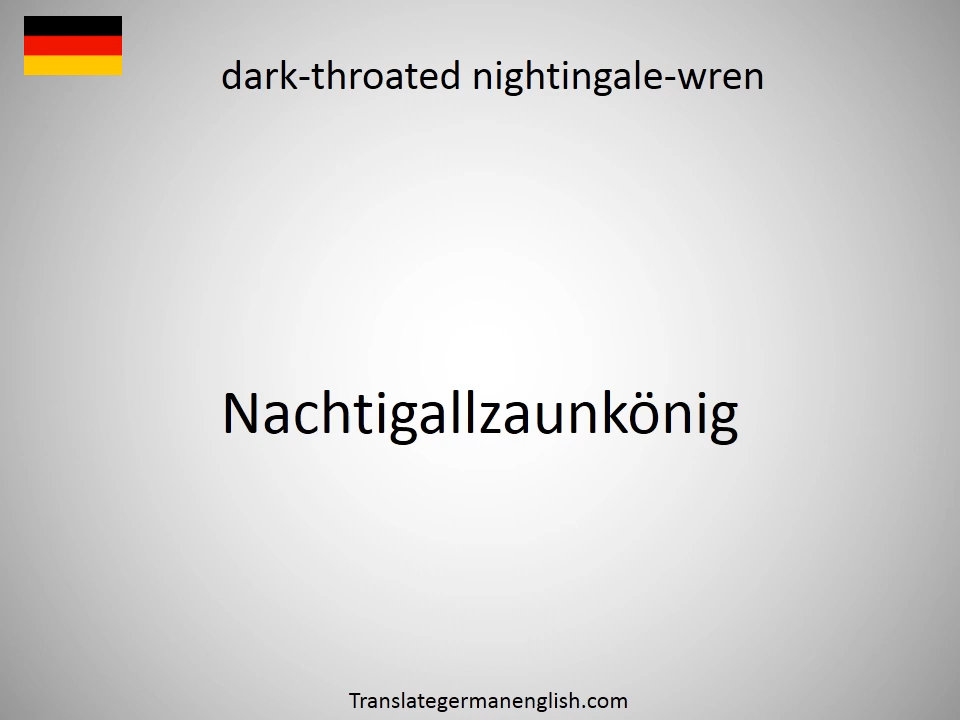 dark-throated nightingale-wren
Nachtigallzaunkönig
Translategermanenglish.com